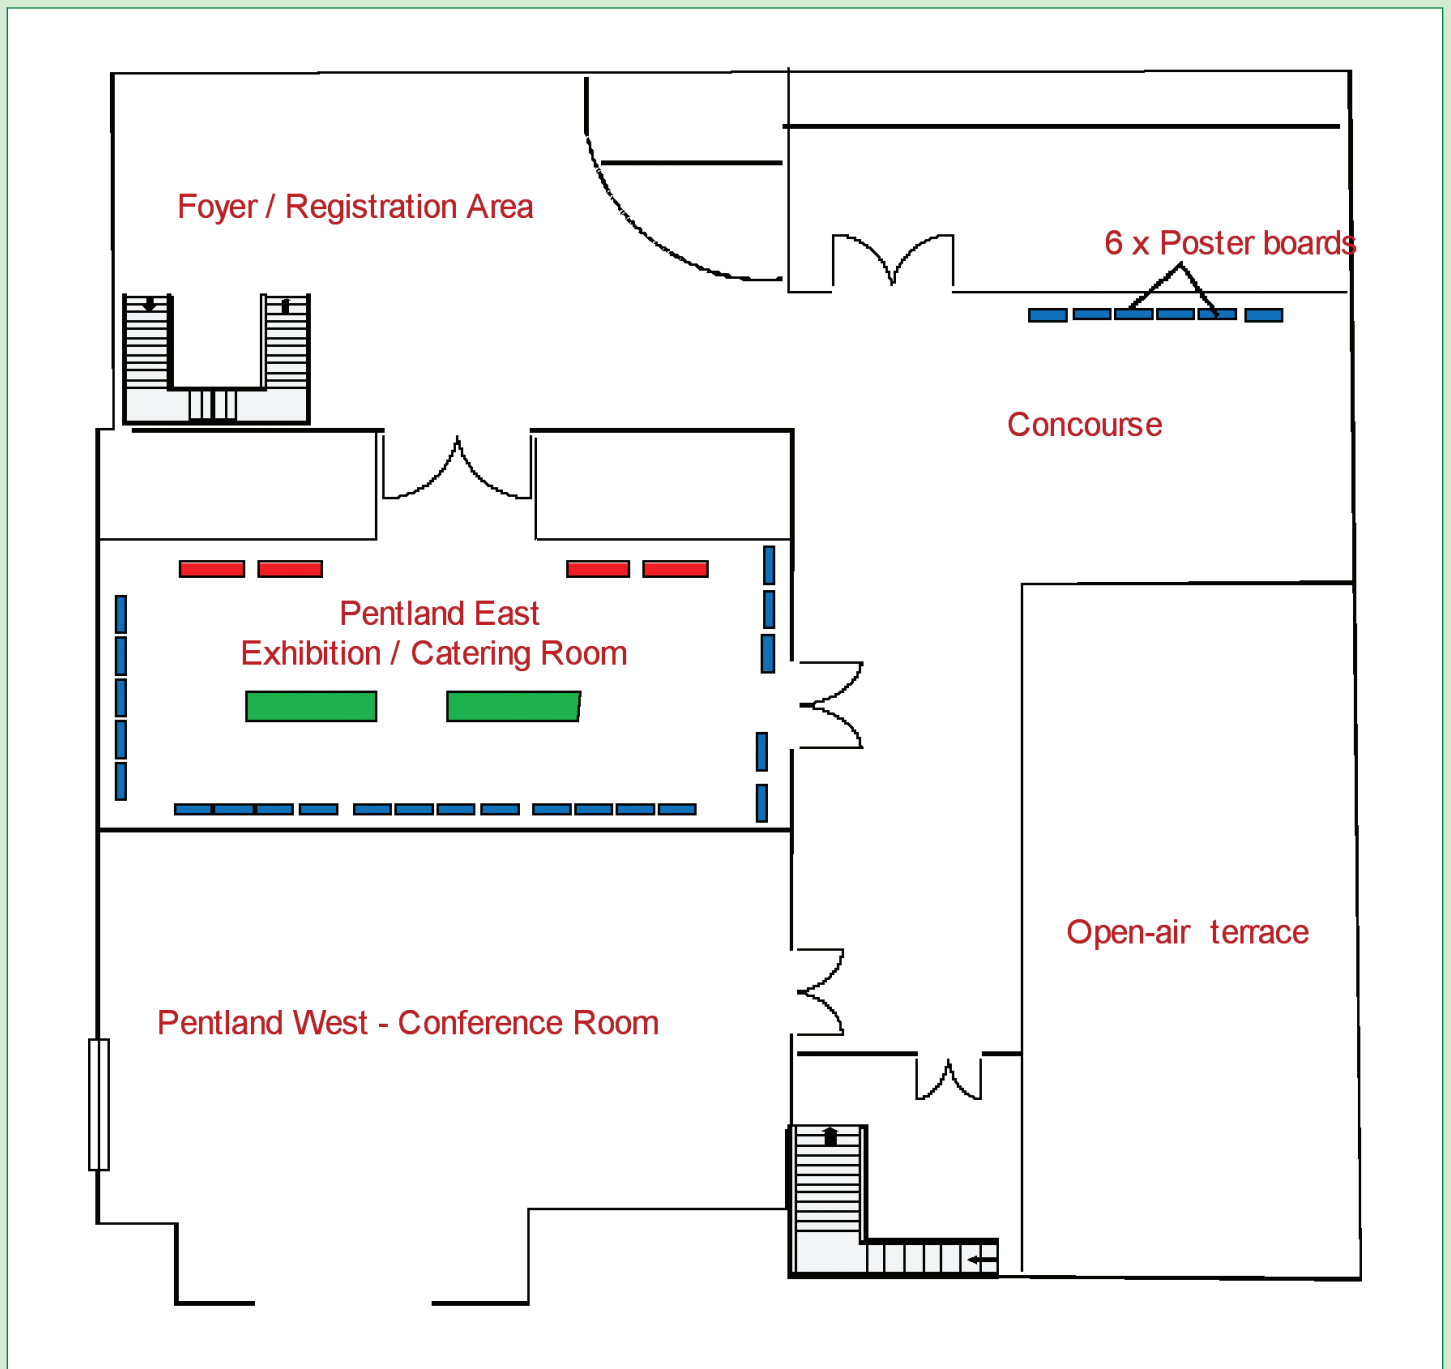 Foyer / Registration Area
6 x Poster boards
Concourse
Pentland East
Exhibition / Catering Room
Open-air terrace
Pentland West - Conference Room